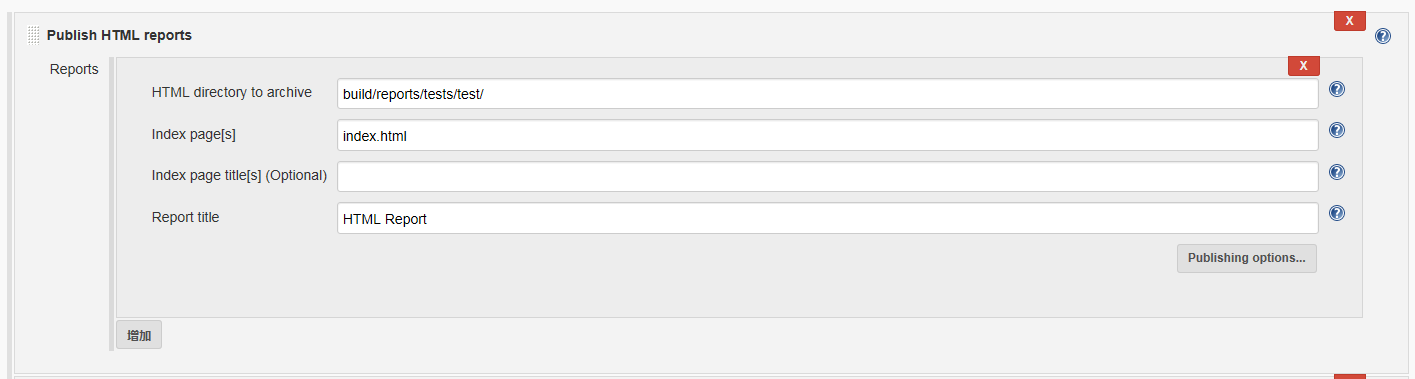 X
Publish HTML reports
?
Reports
X
HTML directory to archive build/reports/tests/test/ ?
Index page[s] index.html ?
Index page title[s] (Optional) ?
Report title HTML Report ?
Publishing options...
增加